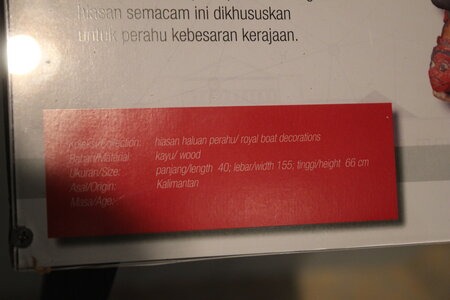 hiasan semacam ini dikhususkan
untuk perahu kebesaran kerajaan.
Koleksi/Collection: hiasan haluan perahu/ royal boat decorations
Bahan/Material: kayu/ wood
Ukuran/Size: panjang/length 40; lebar/width 155; tinggi/height 66 cm
Asal/Origin: Kalimantan
Masa/Age: